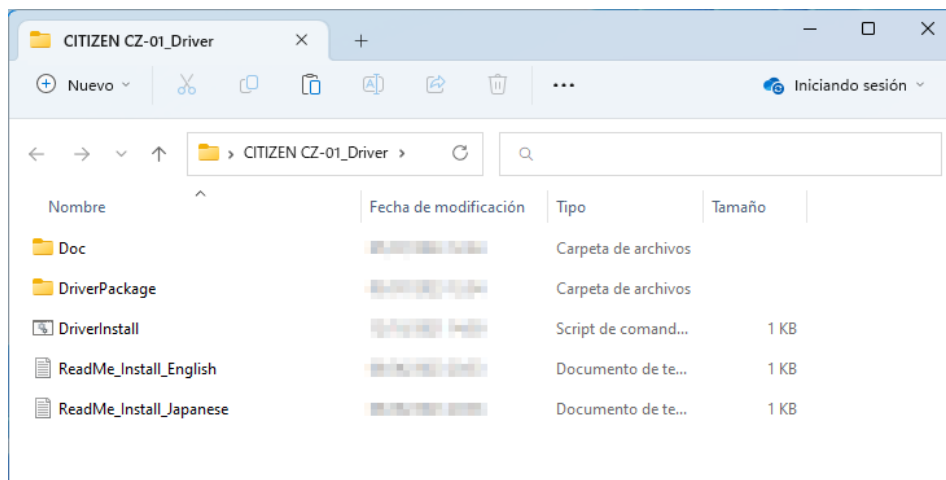 CITIZEN CZ-01_Driver
Nuevo
Iniciando sesión
CITIZEN CZ-01_Driver
Nombre Fecha de modificación Tipo Tamaño
Doc Carpeta de archivos
DriverPackage Carpeta de archivos
DriverInstall Script de comand... 1 KB
ReadMe_Install_English Documento de te... 1 KB
ReadMe_Install_Japanese Documento de te... 1 KB